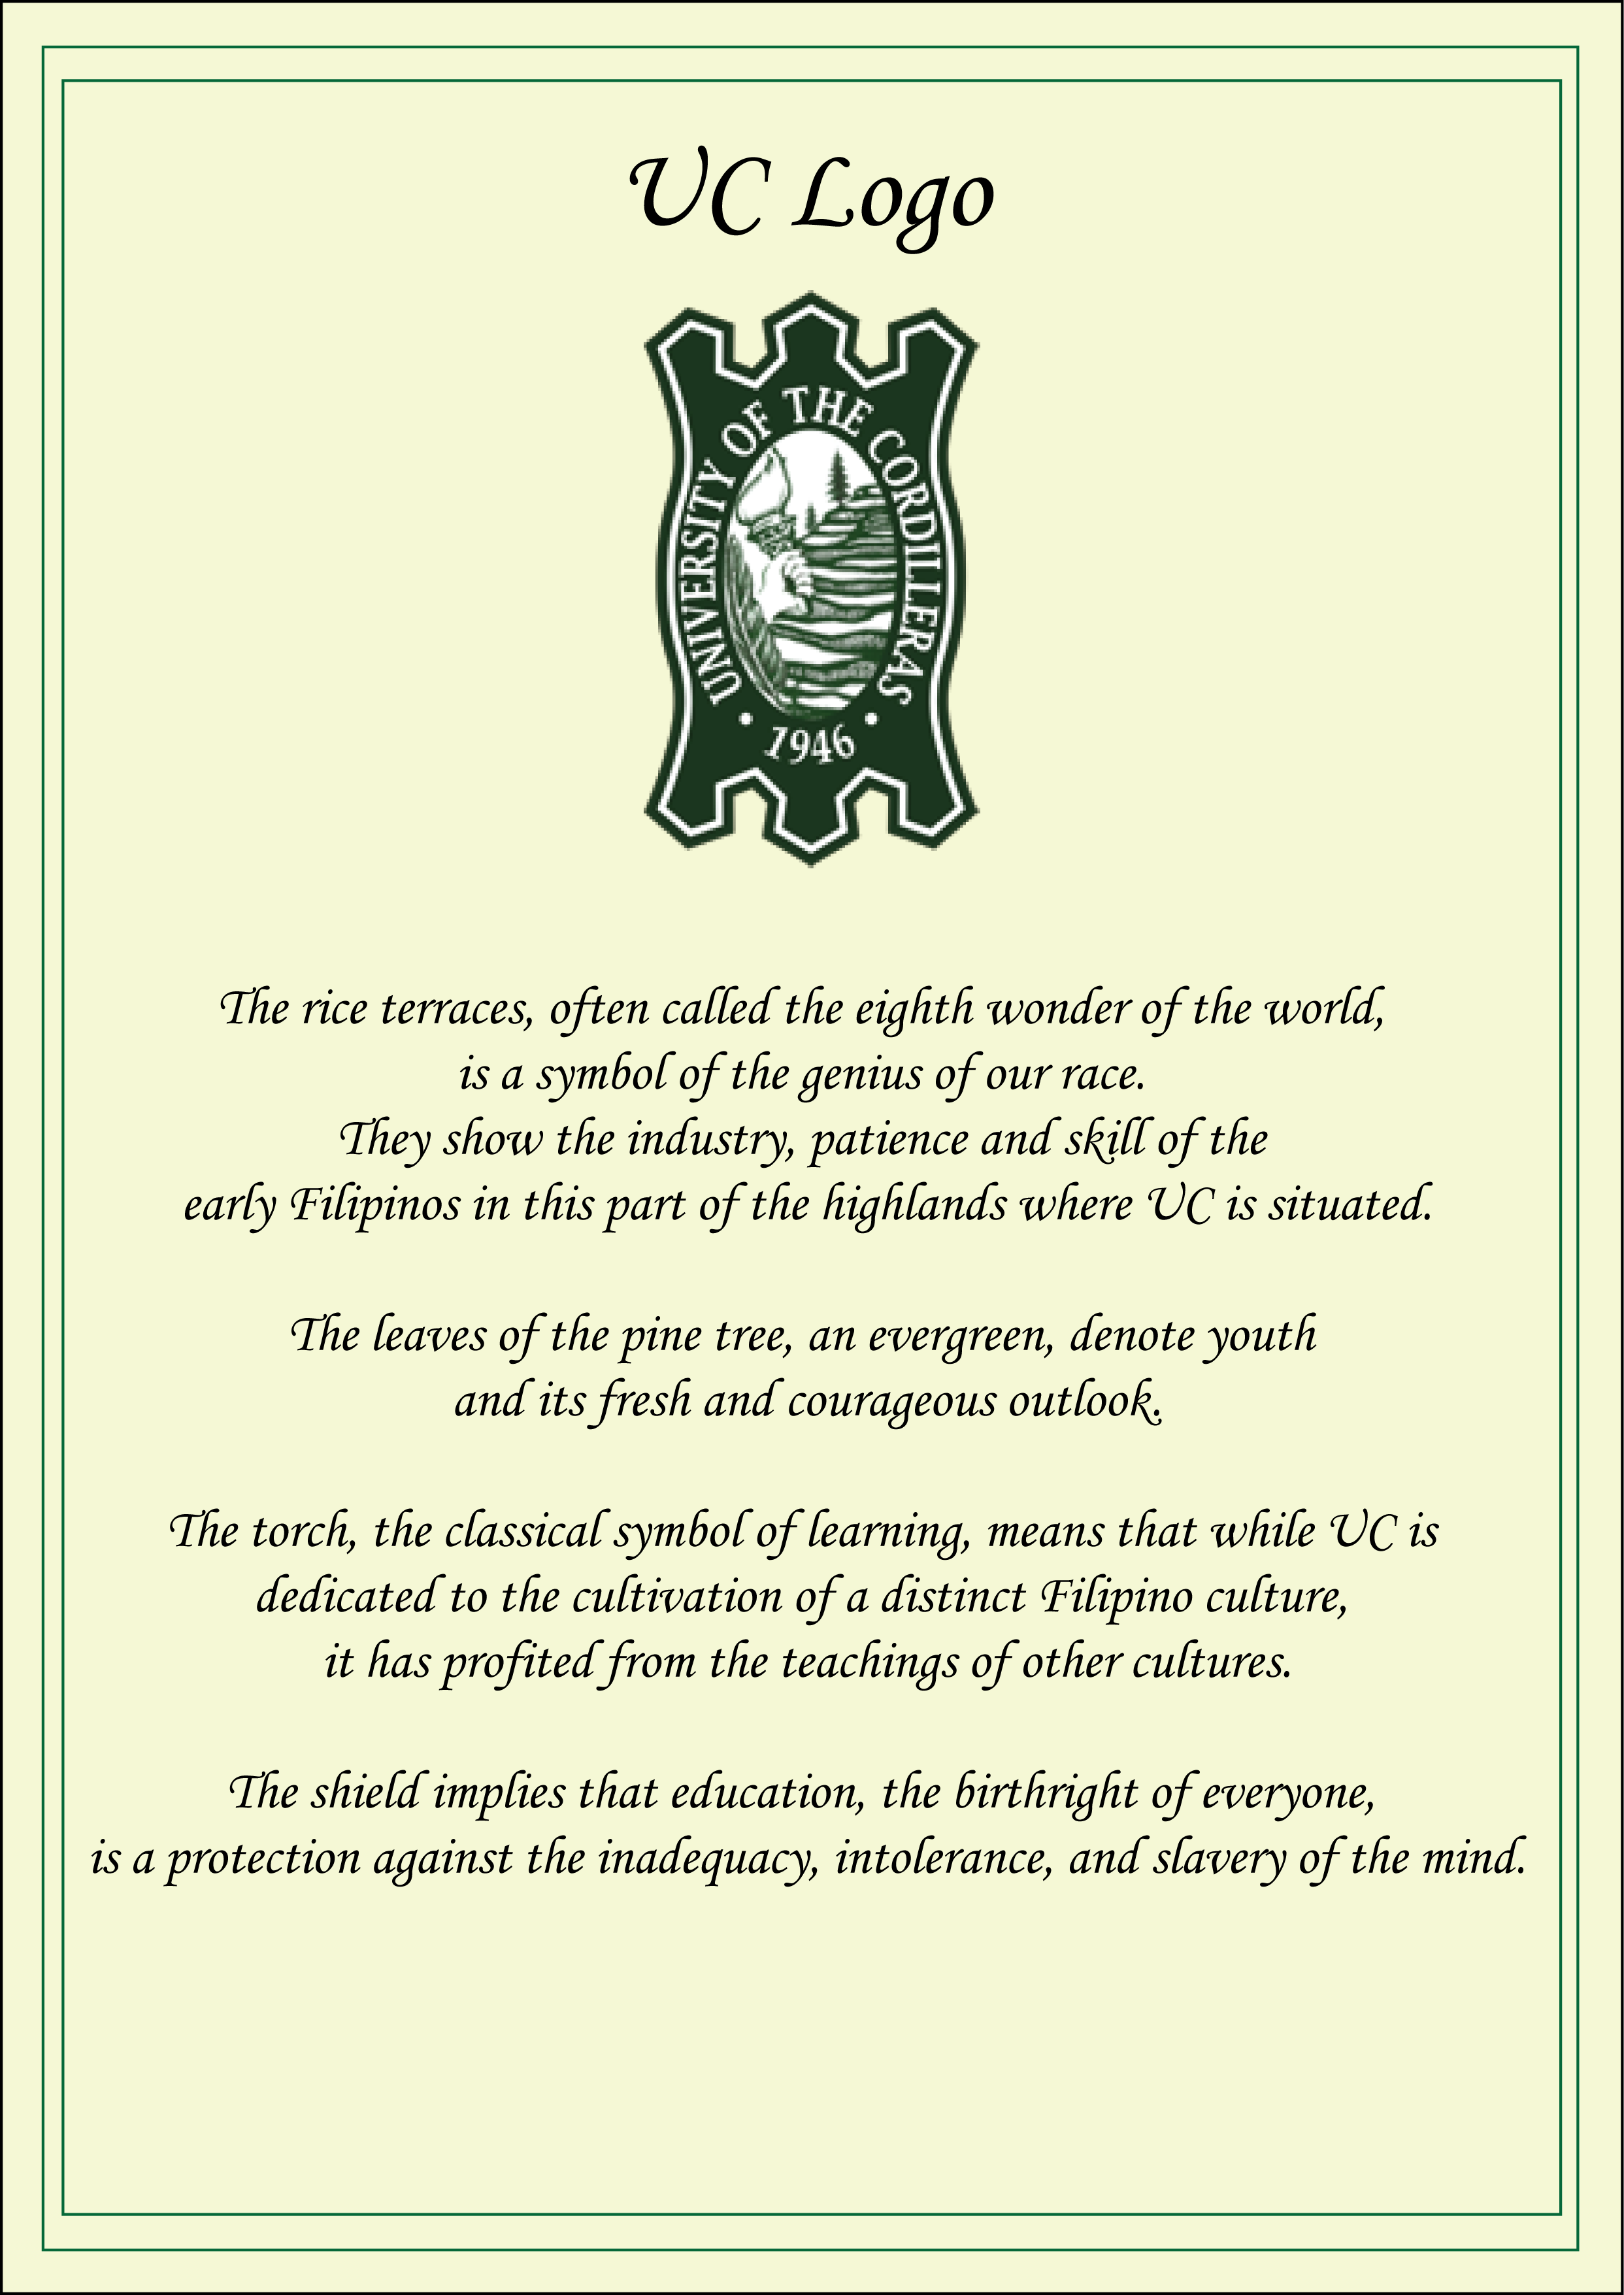 UC Logo
UNIVERSITY OF THE CORDILLERAS
1946
The rice terraces, often called the eighth wonder of the world,
is a symbol of the genius of our race.
They show the industry, patience and skill of the
early Filipinos in this part of the highlands where UC is situated.
The leaves of the pine tree, an evergreen, denote youth
and its fresh and courageous outlook.
The torch, the classical symbol of learning, means that while UC is
dedicated to the cultivation of a distinct Filipino culture,
it has profited from the teachings of other cultures.
The shield implies that education, the birthright of everyone,
is a protection against the inadequacy, intolerance, and slavery of the mind.